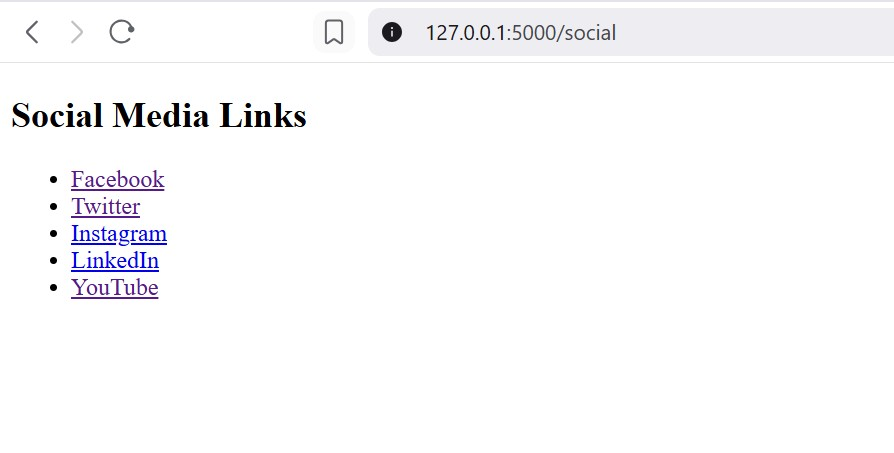 127.0.0.1:5000/social
Social Media Links
Facebook
Twitter
Instagram
LinkedIn
YouTube